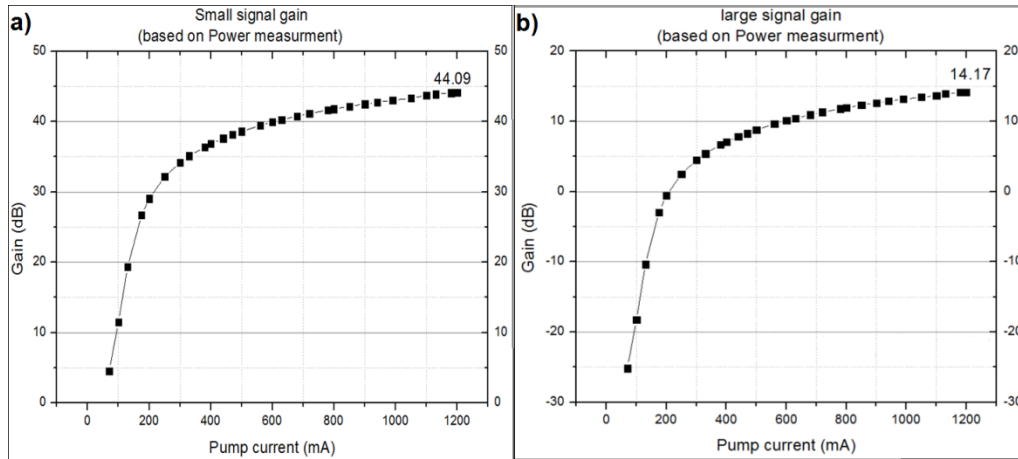 a)
Small signal gain
(based on Power measurment)
50
50
44.09
40
40
30
30
20
20
10
10
0
0
Gain (dB)
0 200 400 600 800 1000 1200
Pump current (mA)
b)
large signal gain
(based on Power measurment)
20
20
14.17
10
10
0
0
-10
-10
-20
-20
-30
-30
Gain (dB)
0 200 400 600 800 1000 1200
Pump current (mA)